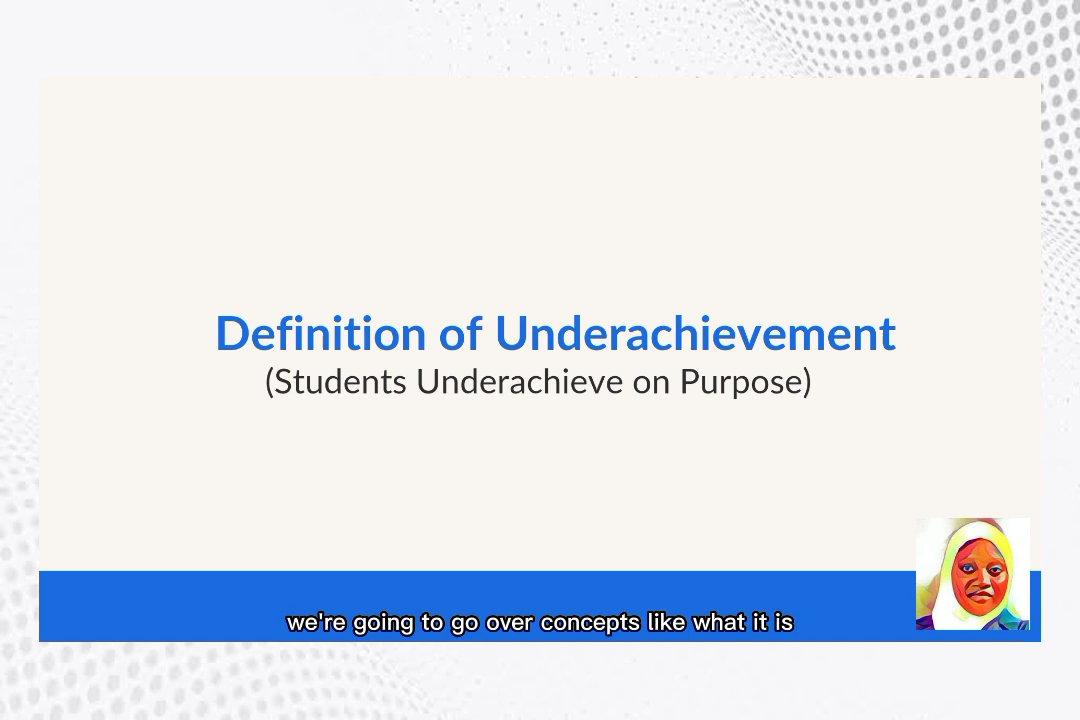 Definition of Underachievement
(Students Underachieve on Purpose)
we're going to go over concepts like what it is